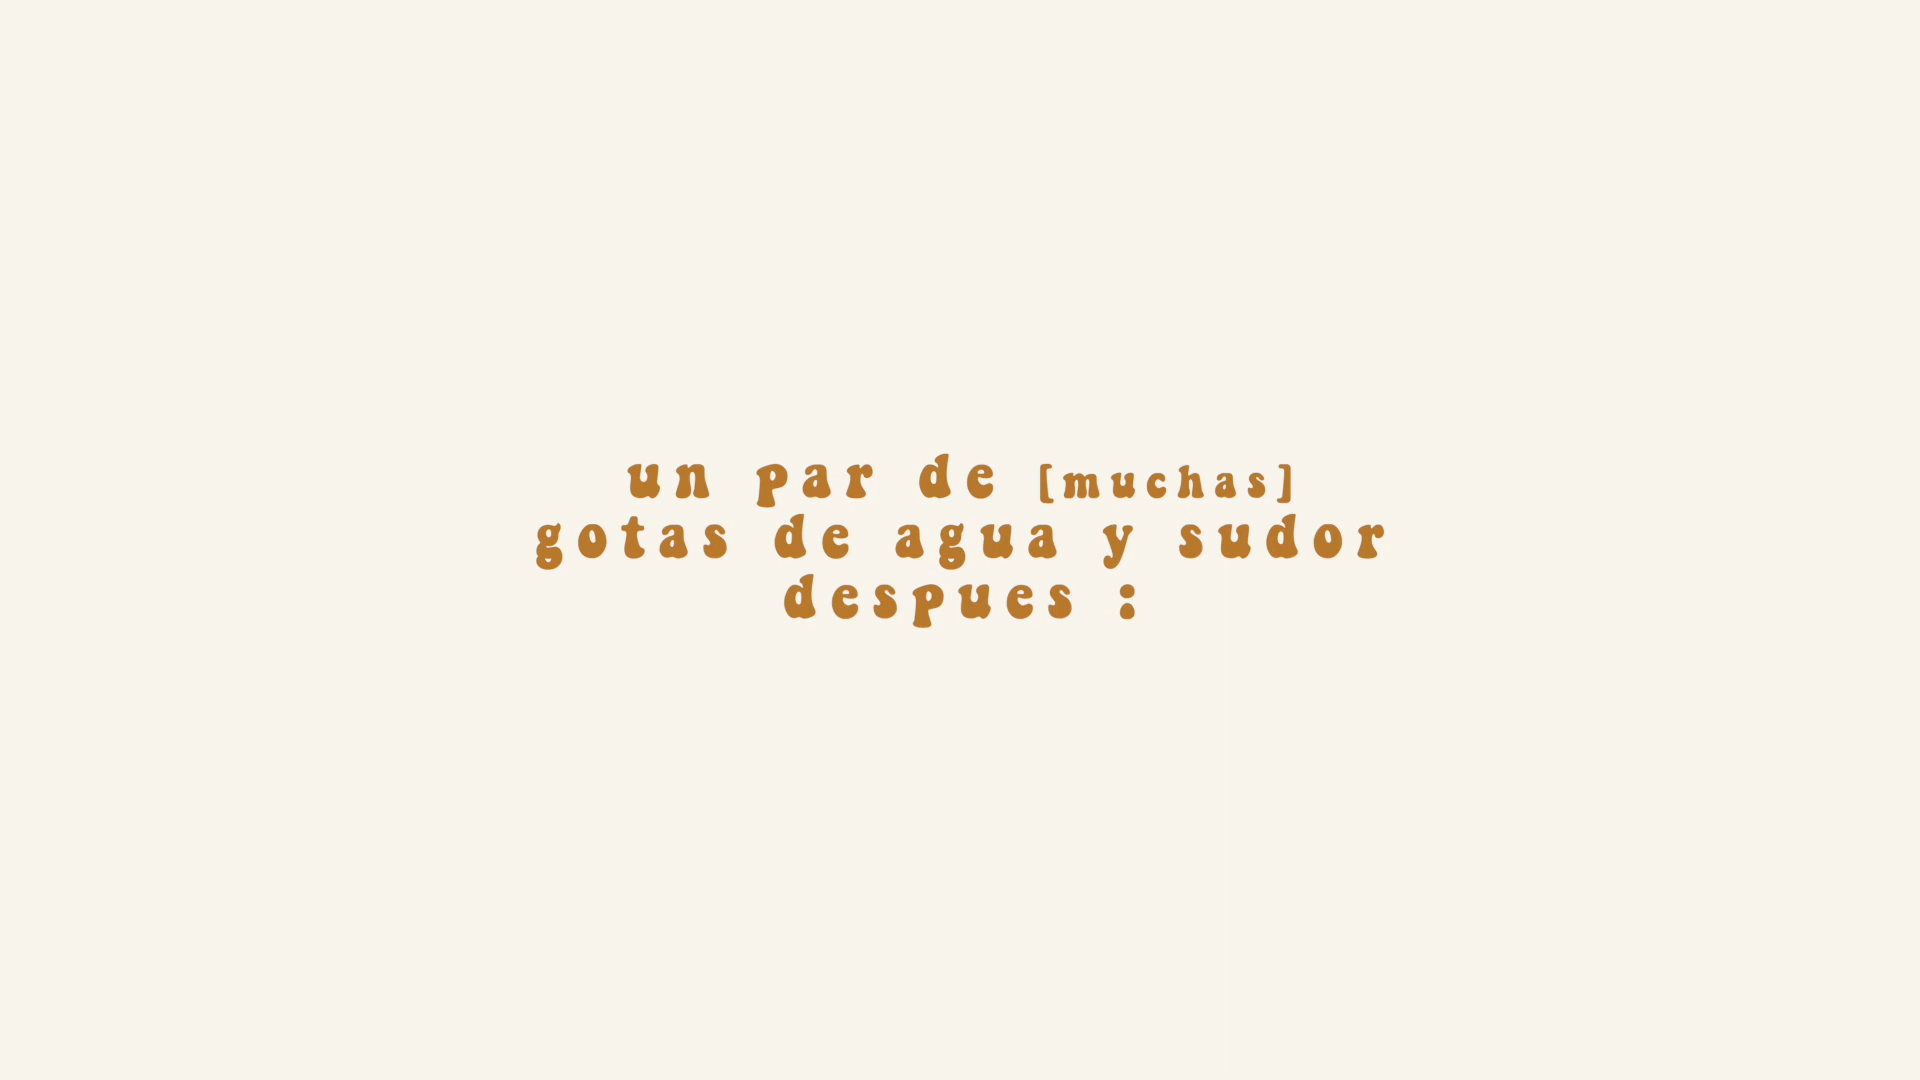 un par de [muchas]
gotas de agua y sudor
despues :